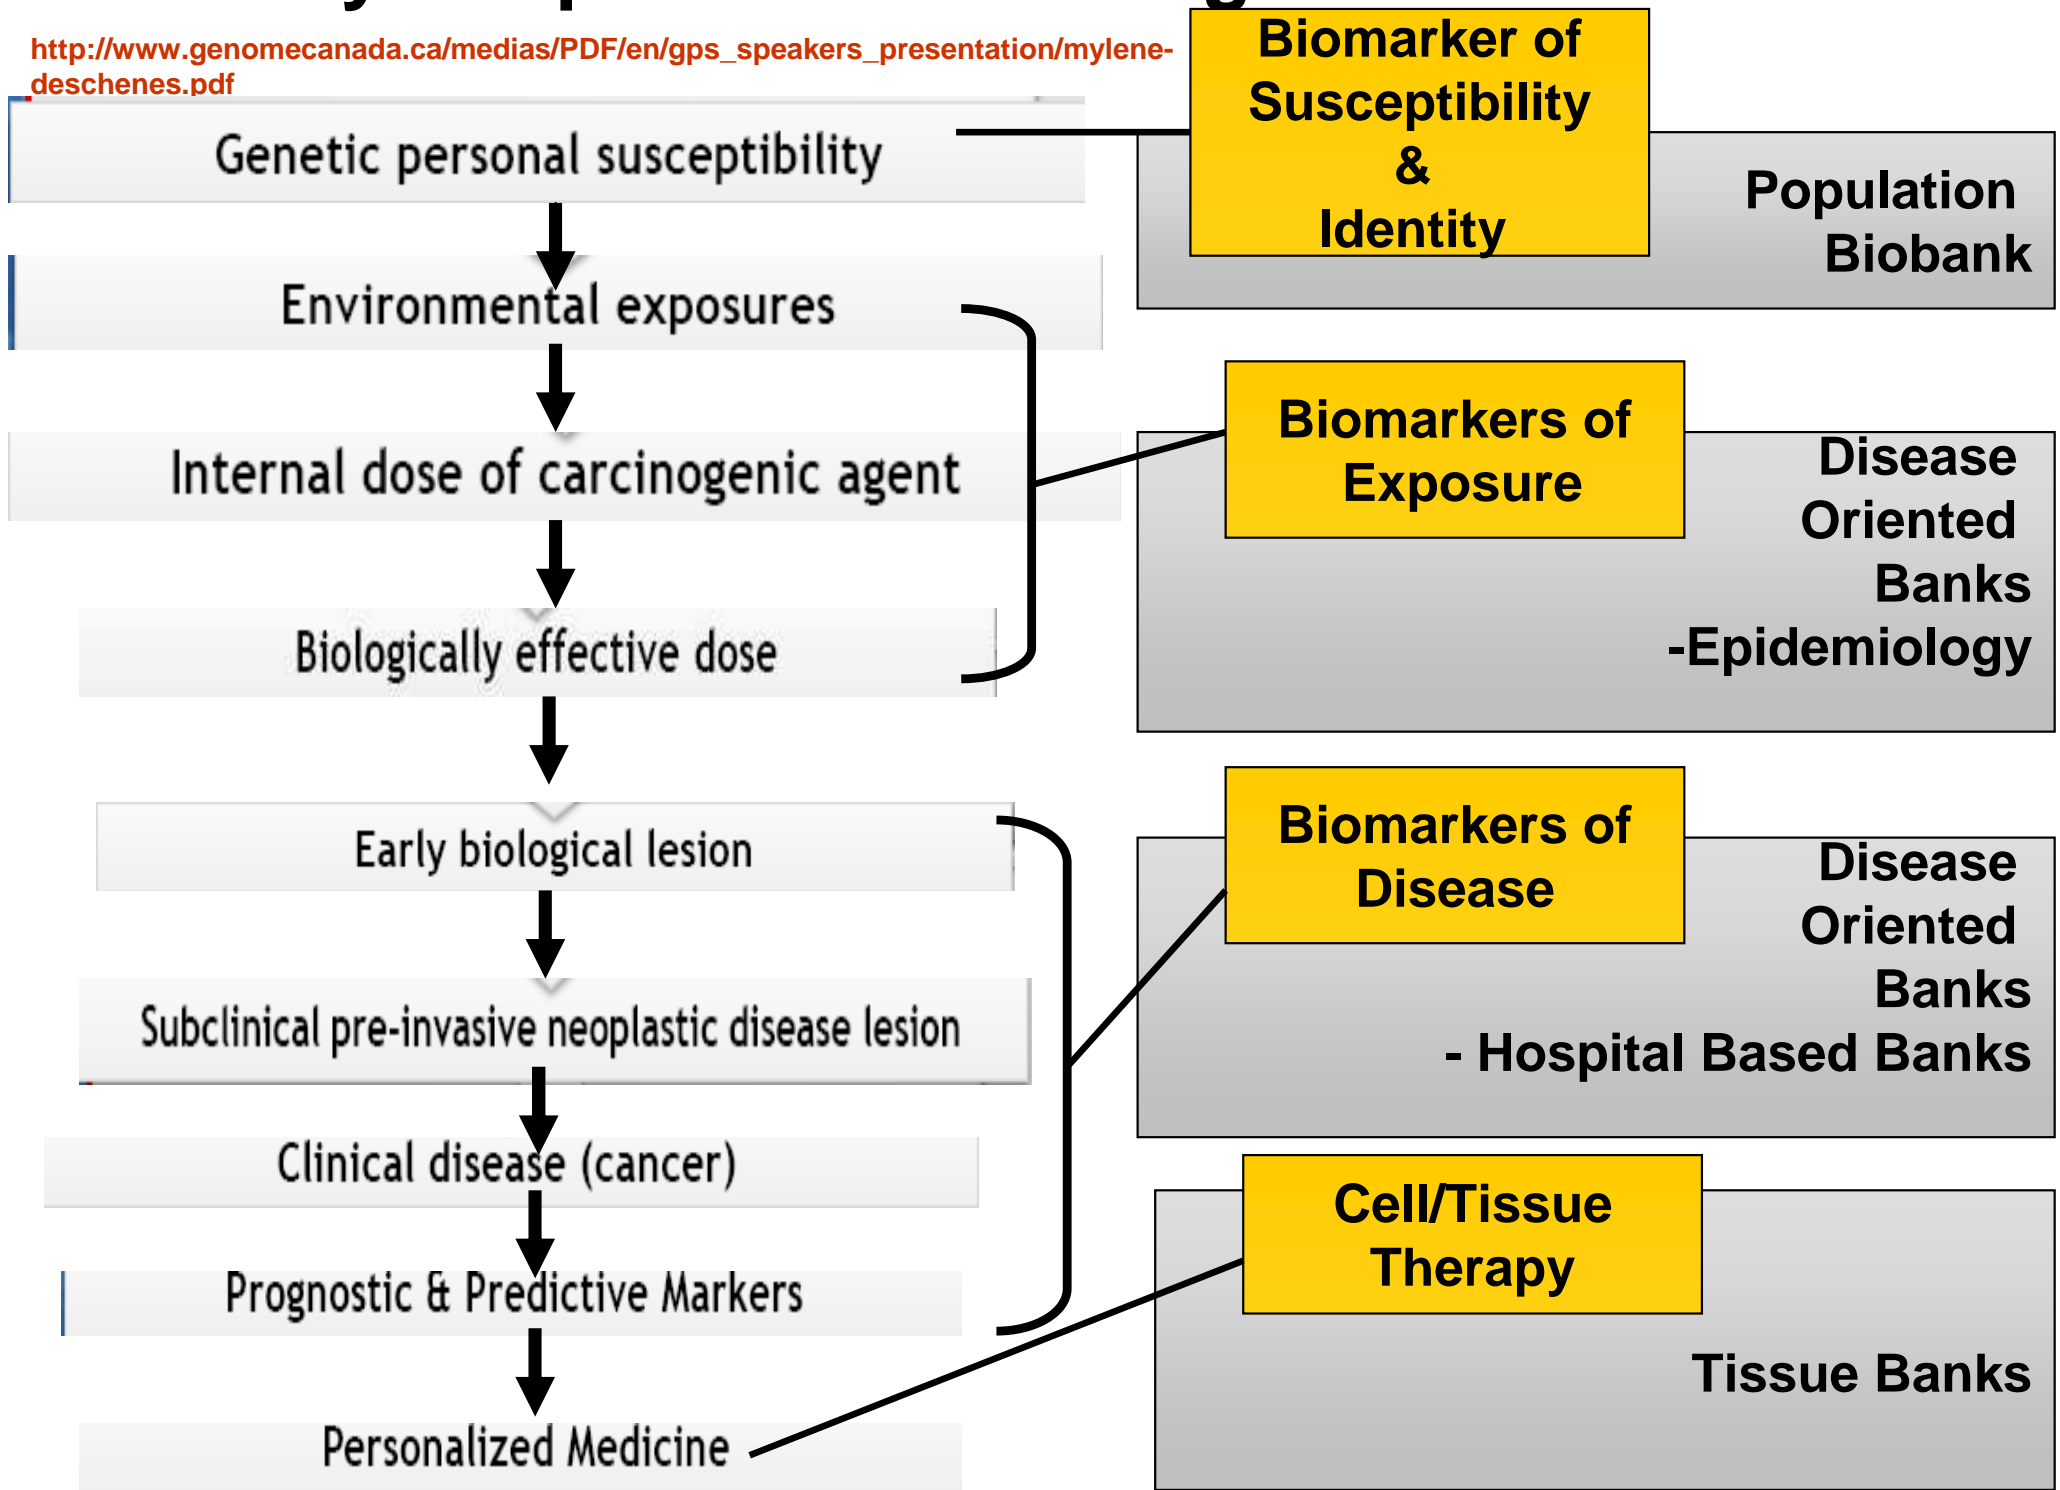 http://www.genomecanada.ca/medias/PDF/en/gps_speakers_presentation/mylene-
deschenes.pdf
Genetic personal susceptibility
Biomarker of
Susceptibility
&
Identity
Population
Biobank
Environmental exposures
Internal dose of carcinogenic agent
Biologically effective dose
Biomarkers of
Exposure
Disease
Oriented
Banks
-Epidemiology
Early biological lesion
Subclinical pre-invasive neoplastic disease lesion
Clinical disease (cancer)
Prognostic & Predictive Markers
Biomarkers of
Disease
Disease
Oriented
Banks
- Hospital Based Banks
Personalized Medicine
Cell/Tissue
Therapy
Tissue Banks